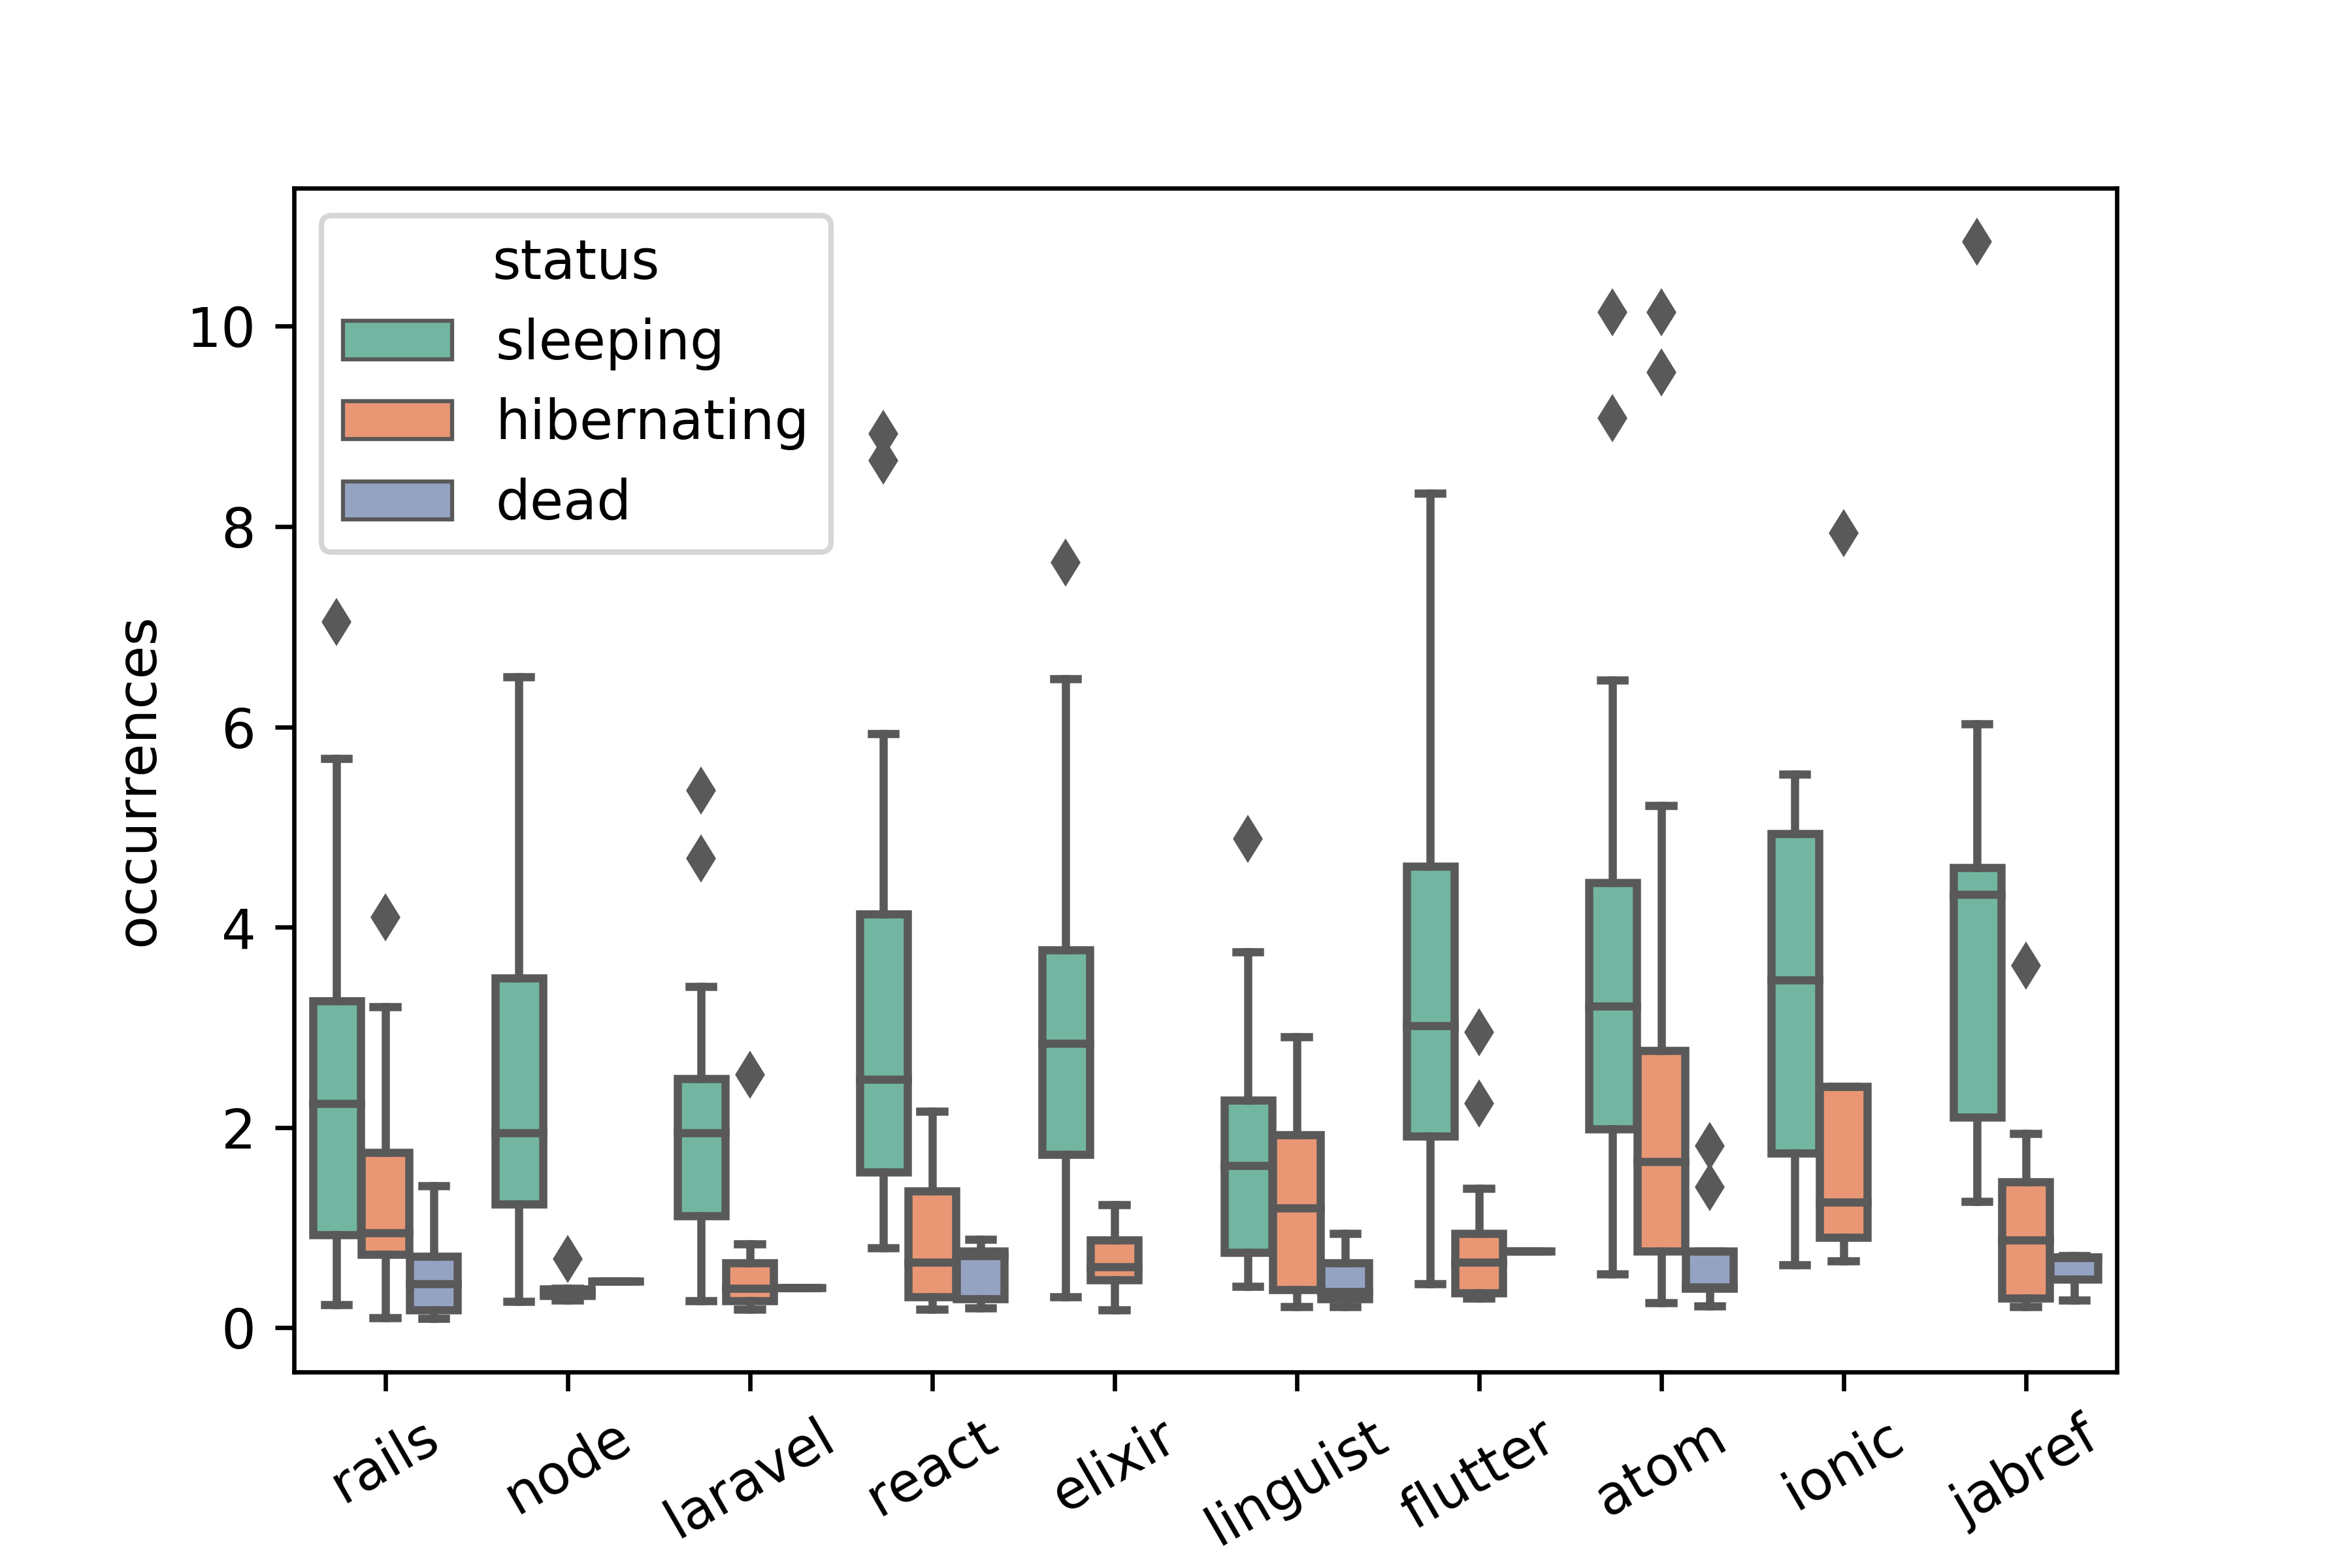 status
sleeping
hibernating
dead
occurrences
10
8
6
4
2
0
rails
node
laravel
react
elixir
linguist
flutter
atom
ionic
jabref